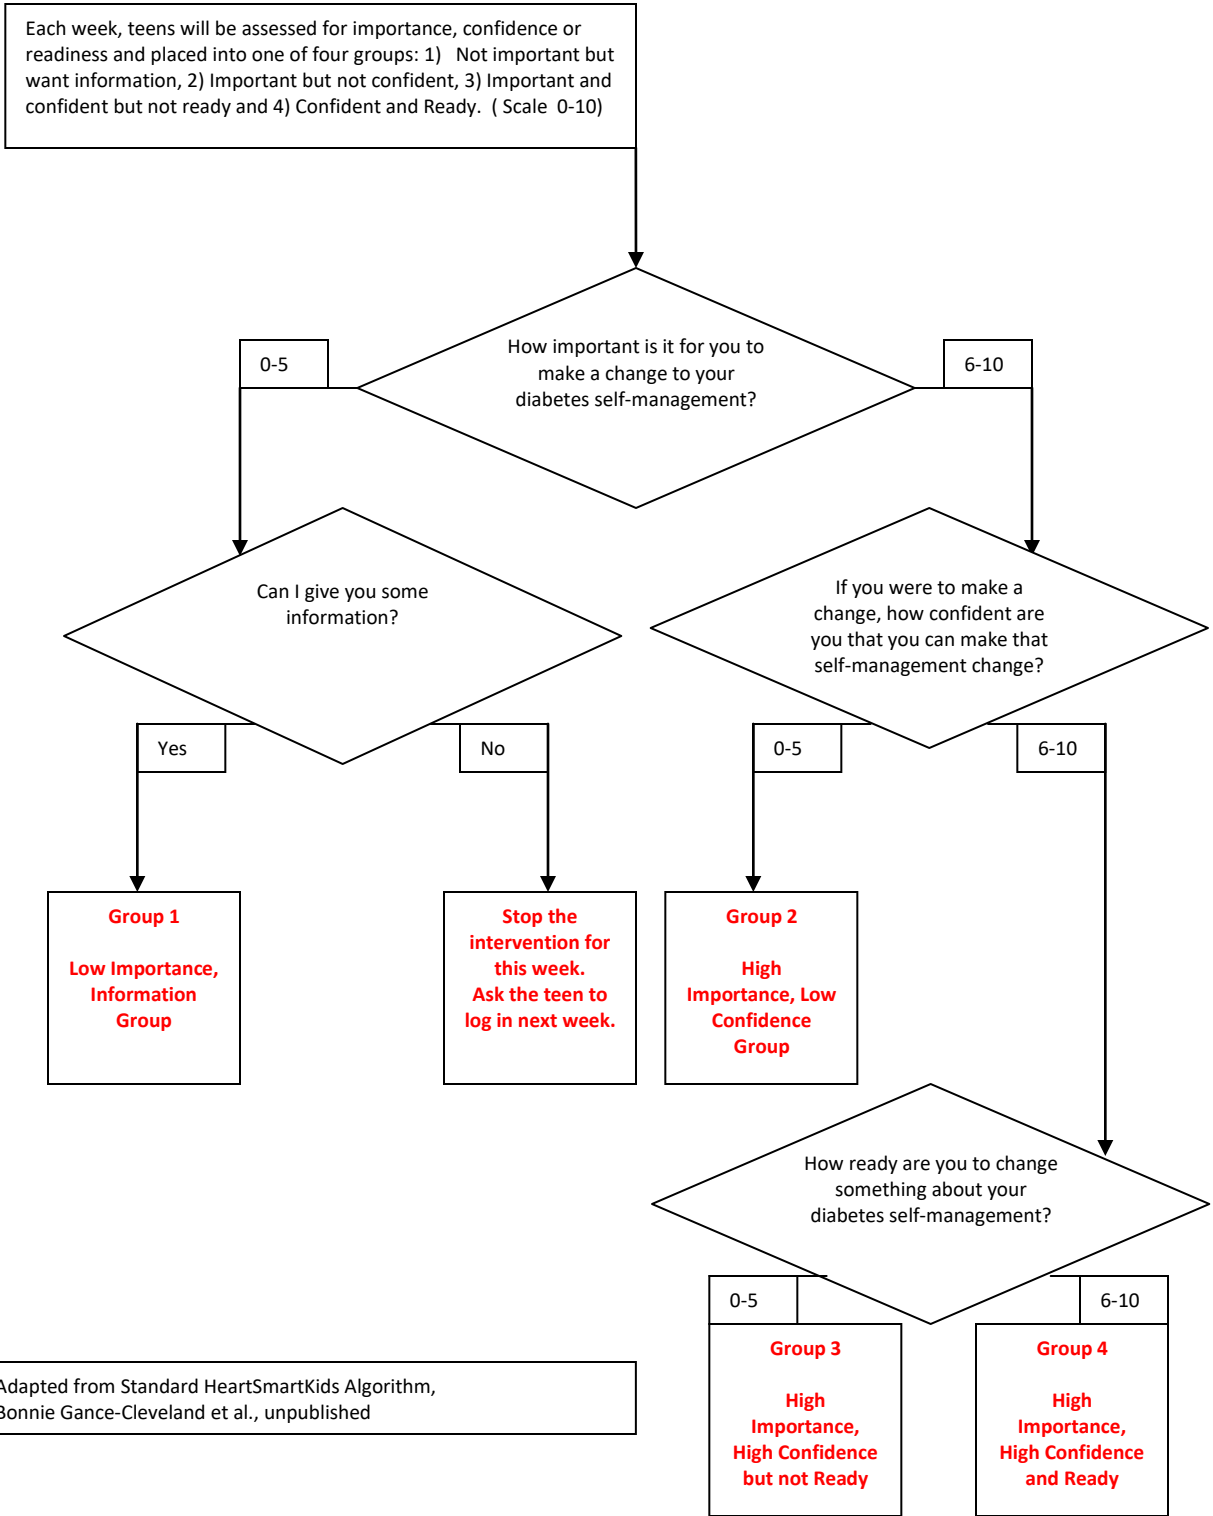 Each week, teens will be assessed for importance, confidence or
readiness and placed into one of four groups: 1)   Not important but
want information, 2) Important but not confident, 3) Important and
confident but not ready and 4) Confident and Ready.  ( Scale  0-10)
How important is it for you to
make a change to your
diabetes self-management?
0-5
6-10
Can I give you some
information?
If you were to make a
change, how confident are
you that you can make that
self-management change?
Yes
No
0-5
6-10
Group 1
Low Importance,
Information
Group
Stop the
intervention for
this week.
Ask the teen to
log in next week.
Group 2
High
Importance, Low
Confidence
Group
How ready are you to change
something about your
diabetes self-management?
0-5
6-10
Group 3
High
Importance,
High Confidence
but not Ready
Group 4
High
Importance,
High Confidence
and Ready
Adapted from Standard HeartSmartKids Algorithm,
Bonnie Gance-Cleveland et al., unpublished